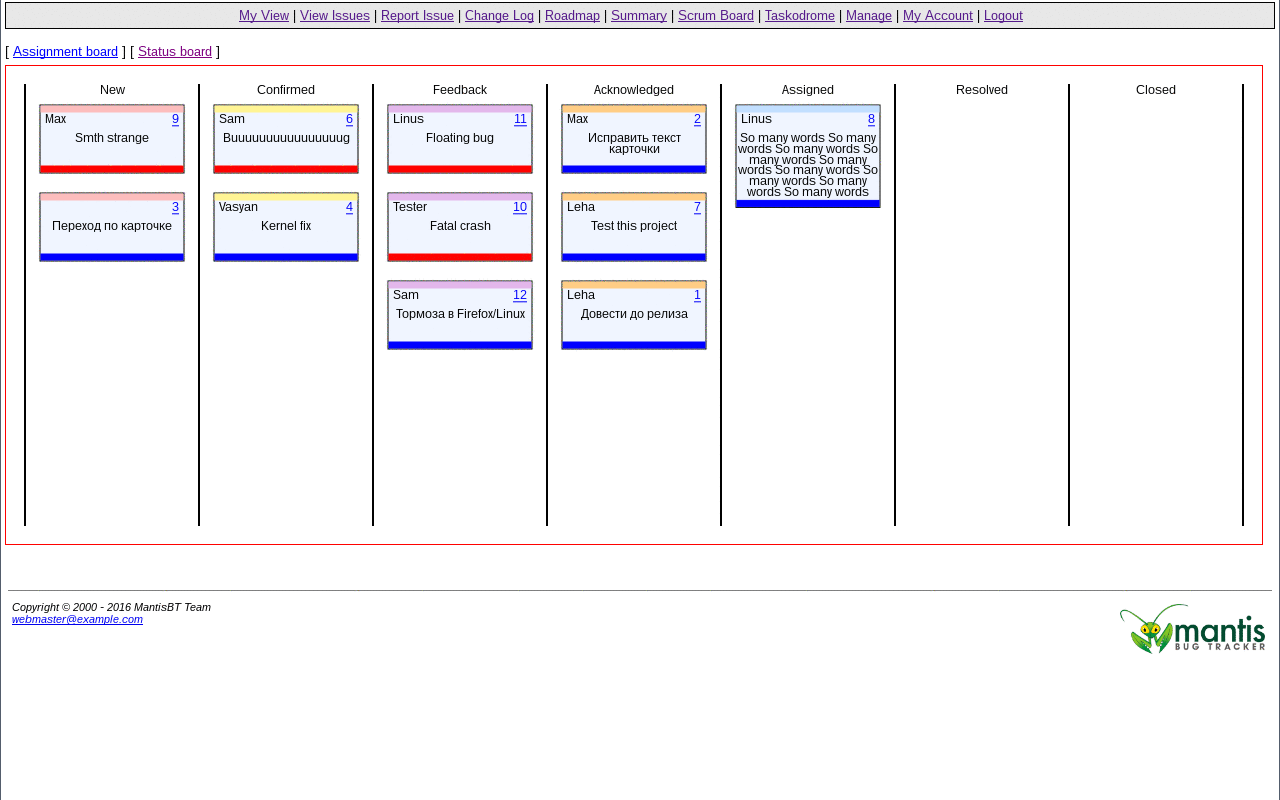 My View | View Issues | Report Issue | Change Log | Roadmap | Summary | Scrum Board | Taskodrome | Manage | My Account | Logout
[ Assignment board ] [ Status board ]
New
Max 9
Smth strange
3
Переход по карточке
Confirmed
Sam 6
Buuuuuuuuuuuuuuuug
Vasyan 4
Kernel fix
Feedback
Linus 11
Floating bug
Tester 10
Fatal crash
Sam 12
Тормоза в Firefox/Linux
Acknowledged
Max 2
Исправить текст
карточки
Leha 7
Test this project
Leha 1
Довести до релиза
Assigned
Linus 8
So many words So many
words So many words So
many words So many
words So many words So
many words So many
words So many words
Resolved
Closed
Copyright © 2000 - 2016 MantisBT Team
webmaster@example.com
mantis
BUG TRACKER